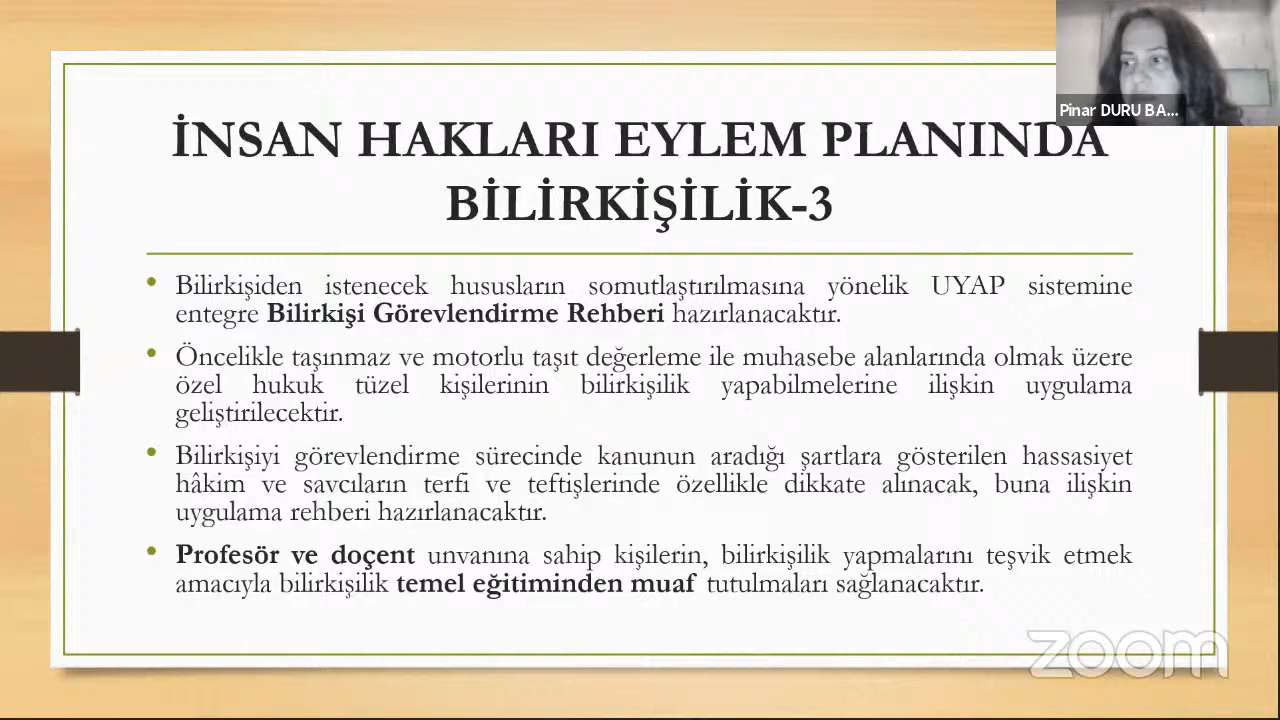 Pinar DURU BA...
İNSAN HAKLARI EYLEM PLANINDA
BİLİRKİŞİLİK-3
• Bilirkişiden istenecek hususların somutlaştırılmasına yönelik UYAP sistemine
entegre Bilirkişi Görevlendirme Rehberi hazırlanacaktır.
• Öncelikle taşınmaz ve motorlu taşıt değerleme ile muhasebe alanlarında olmak üzere
özel hukuk tüzel kişilerinin bilirkişilik yapabilmelerine ilişkin uygulama
geliştirilecektir.
• Bilirkişiyi görevlendirme sürecinde kanunun aradığı şartlara gösterilen hassasiyet
hâkim ve savcıların terfi ve teftişlerinde özellikle dikkate alınacak, buna ilişkin
uygulama rehberi hazırlanacaktır.
• Profesör ve doçent unvanına sahip kişilerin, bilirkişilik yapmalarını teşvik etmek
amacıyla bilirkişilik temel eğitiminden muaf tutulmaları sağlanacaktır.
zoom